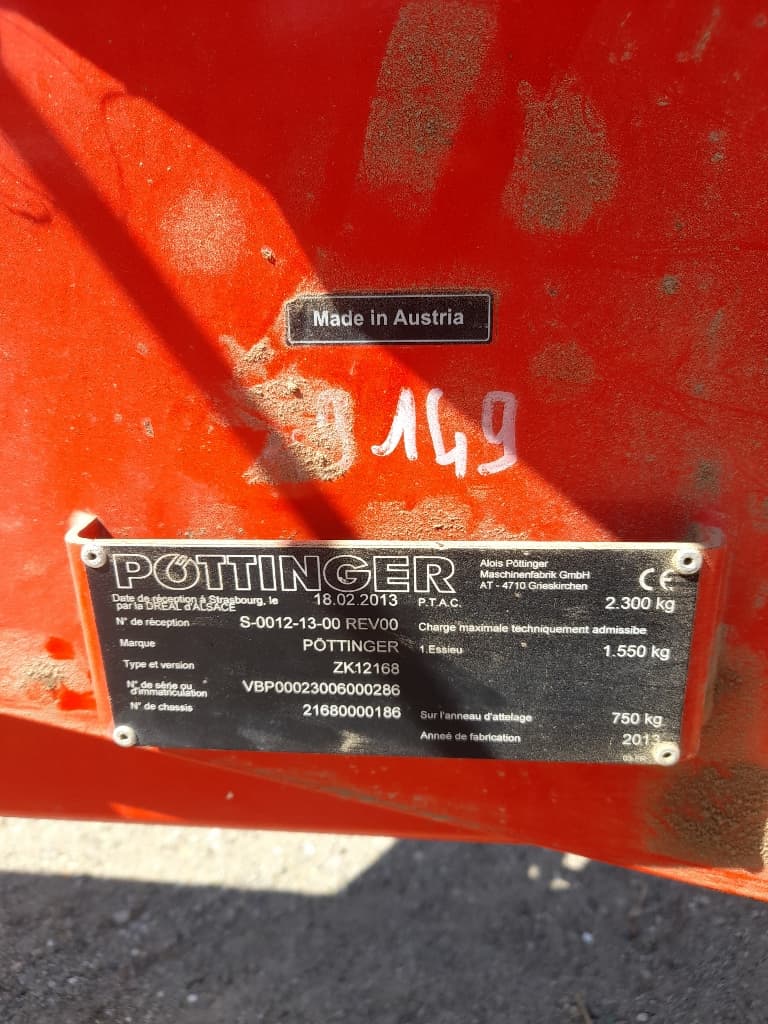 Made in Austria
9149
PÖTTINGER
Alois Pöttinger
Maschinenfabrik GmbH
AT - 4710 Grieskirchen
CE
Date de réception à Strasbourg, le 18.02.2013
par la DREAL d'ALSACE
P.T.A.C. 2.300 kg
N° de réception S-0012-13-00 REV00
Charge maximale techniquement admissibe
Marque PÖTTINGER
1.Essieu 1.550 kg
Type et version ZK12168
N° de série ou
d'immatriculation VBP00023006000286
N° de chassis 21680000186
Sur l'anneau d'attelage 750 kg
Anneé de fabrication 2013